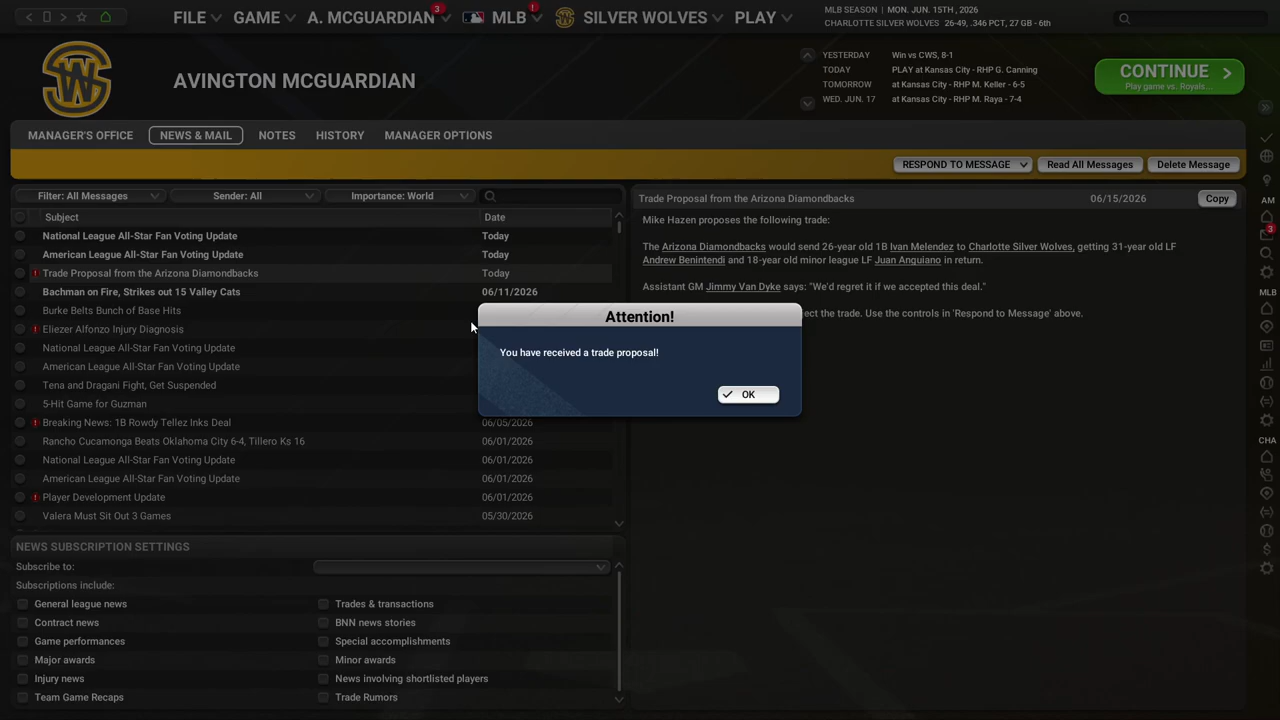 FILE GAME A. MCGUARDIAN 3 MLB ! SILVER WOLVES PLAY
MLB SEASON | MON. JUN. 15TH , 2026
CHARLOTTE SILVER WOLVES 26-49, .346 PCT, 27 GB - 6th
SW
AVINGTON MCGUARDIAN
YESTERDAY Win vs CWS, 8-1
TODAY PLAY at Kansas City - RHP G. Canning
TOMORROW at Kansas City - RHP M. Keller - 6-5
WED. JUN. 17 at Kansas City - RHP M. Raya - 7-4
CONTINUE
Play game vs. Royals...
MANAGER'S OFFICE NEWS & MAIL NOTES HISTORY MANAGER OPTIONS
RESPOND TO MESSAGE Read All Messages Delete Message
Filter: All Messages Sender: All Importance: World
Subject Date
National League All-Star Fan Voting Update Today
American League All-Star Fan Voting Update Today
! Trade Proposal from the Arizona Diamondbacks Today
Bachman on Fire, Strikes out 15 Valley Cats 06/11/2026
Burke Belts Bunch of Base Hits
! Eliezer Alfonzo Injury Diagnosis
National League All-Star Fan Voting Update
American League All-Star Fan Voting Update
Tena and Dragani Fight, Get Suspended
5-Hit Game for Guzman
! Breaking News: 1B Rowdy Tellez Inks Deal 06/05/2026
Rancho Cucamonga Beats Oklahoma City 6-4, Tillero Ks 16 06/01/2026
National League All-Star Fan Voting Update 06/01/2026
American League All-Star Fan Voting Update 06/01/2026
! Player Development Update 06/01/2026
Valera Must Sit Out 3 Games 05/30/2026
Trade Proposal from the Arizona Diamondbacks 06/15/2026 Copy
Mike Hazen proposes the following trade:
The Arizona Diamondbacks would send 26-year old 1B Ivan Melendez to Charlotte Silver Wolves, getting 31-year old LF
Andrew Benintendi and 18-year old minor league LF Juan Anguiano in return.
Assistant GM Jimmy Van Dyke says: "We'd regret it if we accepted this deal."
ect the trade. Use the controls in 'Respond to Message' above.
Attention!
You have received a trade proposal!
OK
NEWS SUBSCRIPTION SETTINGS
Subscribe to:
Subscriptions include:
General league news Trades & transactions
Contract news BNN news stories
Game performances Special accomplishments
Major awards Minor awards
Injury news News involving shortlisted players
Team Game Recaps Trade Rumors
AM
3
MLB
CHA